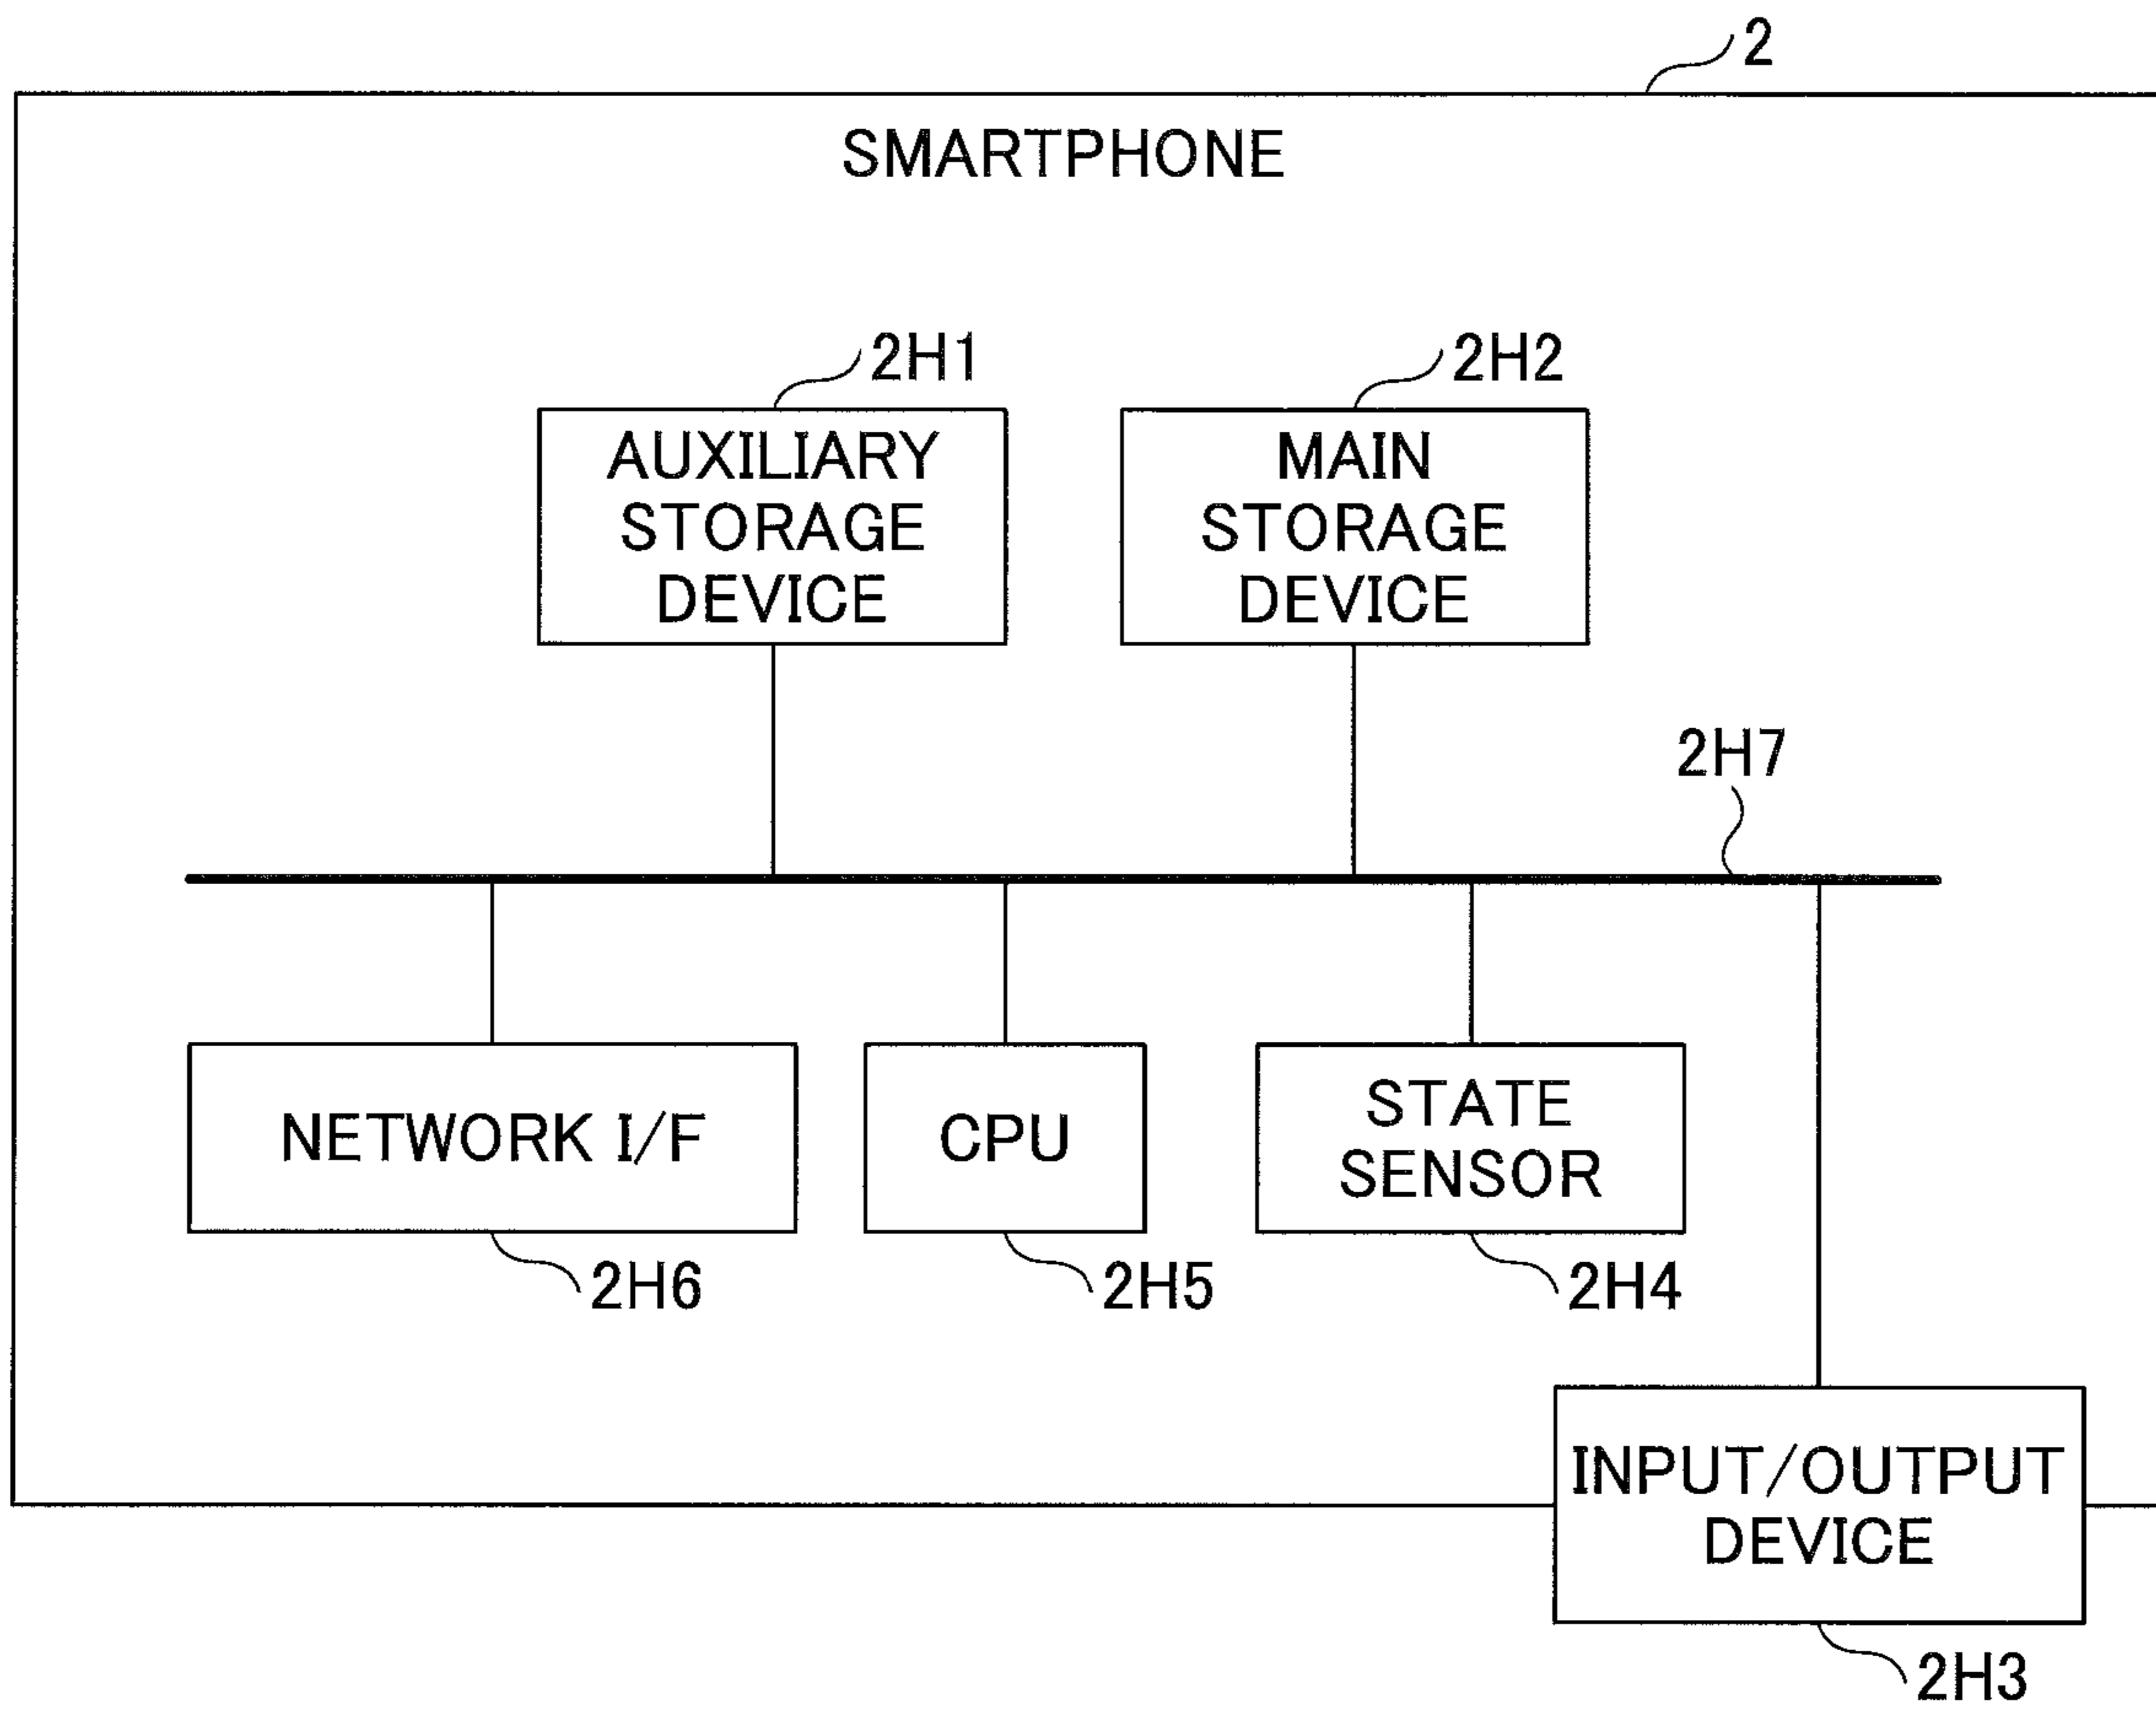 2
SMARTPHONE
2H1
2H2
AUXILIARY
STORAGE
DEVICE
MAIN
STORAGE
DEVICE
2H7
NETWORK I/F
CPU
STATE
SENSOR
2H6
2H5
2H4
INPUT/OUTPUT
DEVICE
2H3